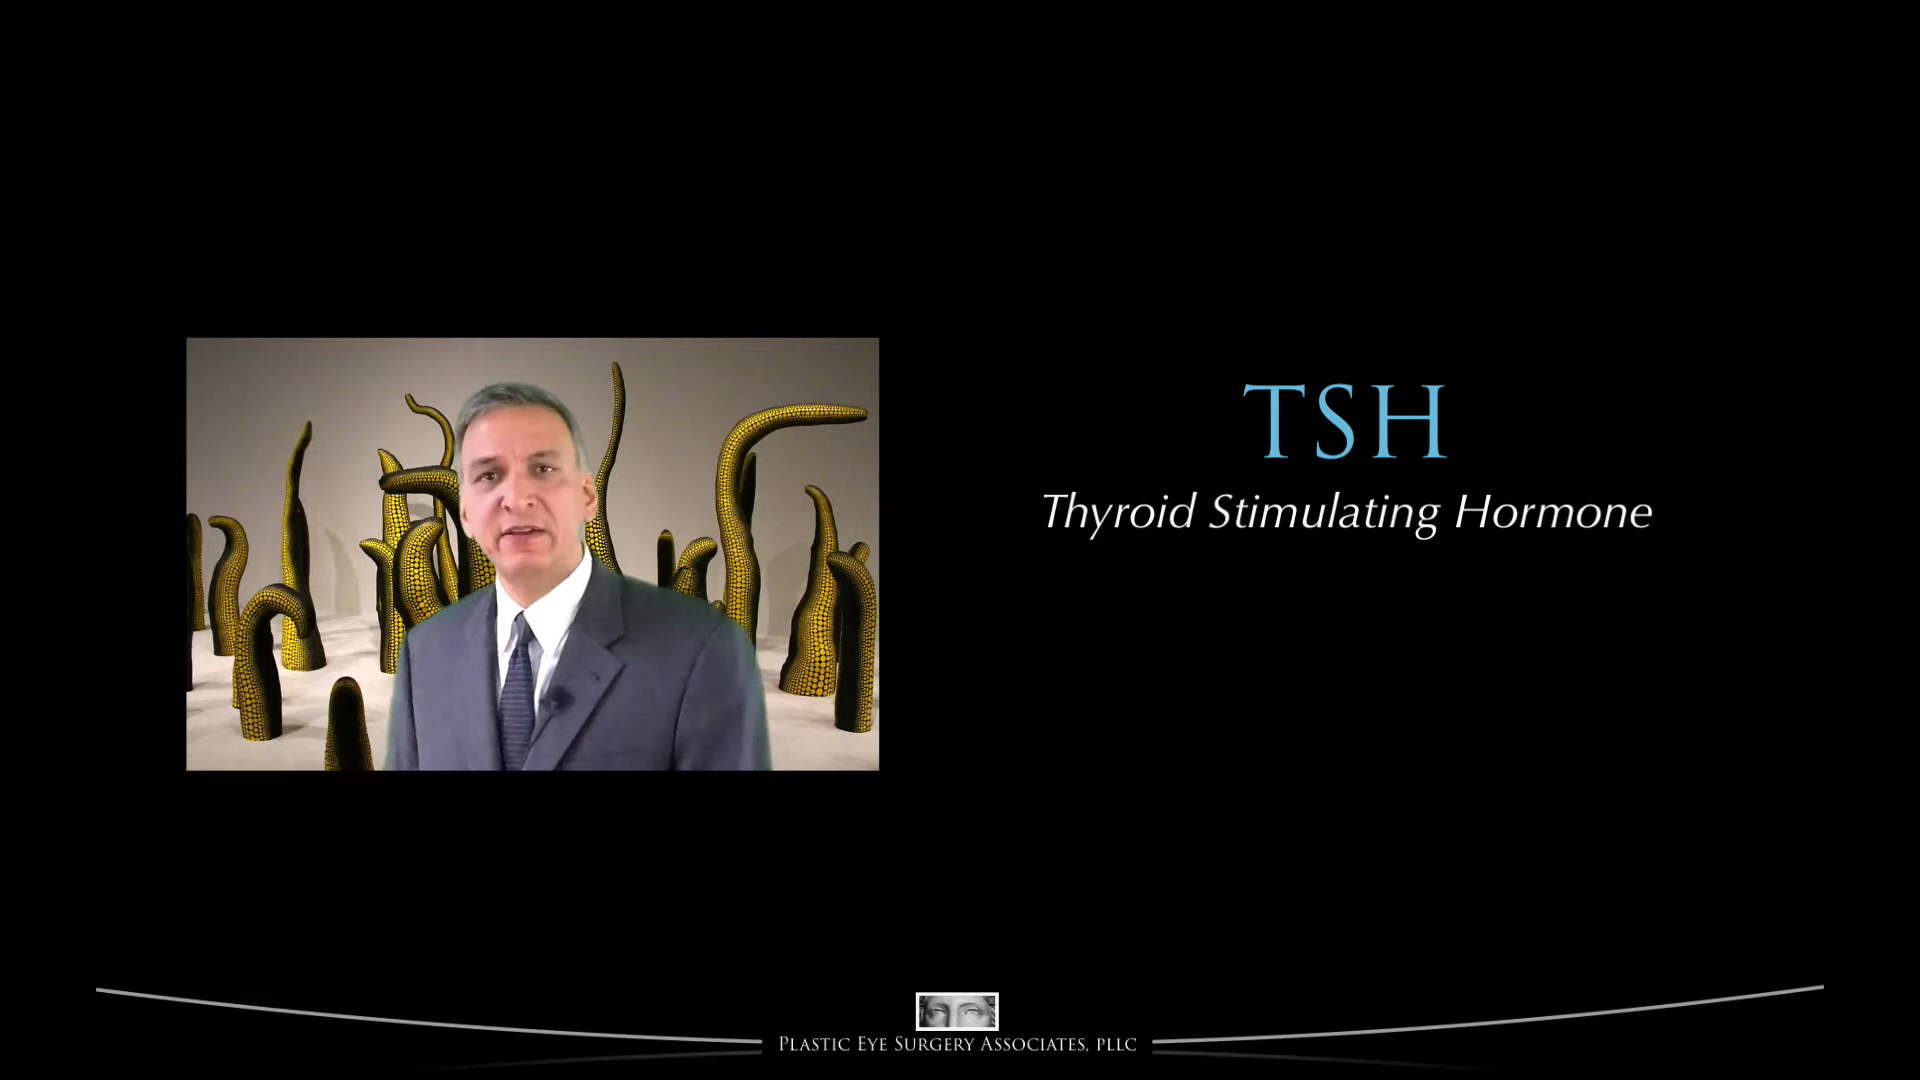 TSH
Thyroid Stimulating Hormone
PLASTIC EYE SURGERY ASSOCIATES, PLLC